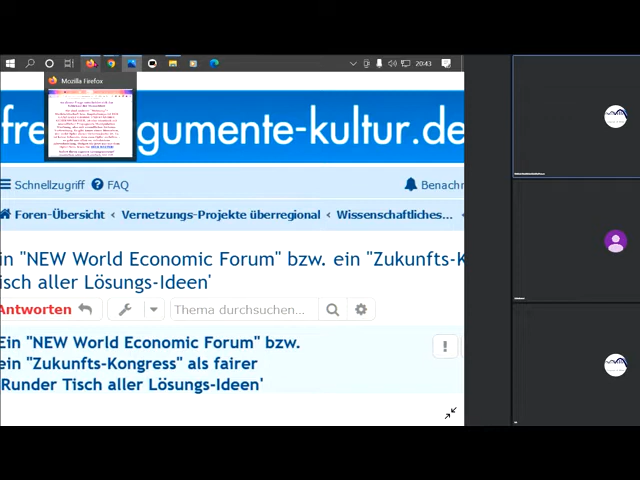 20:43
Mozilla Firefox
fre
gumente-kultur.de
Schnellzugriff FAQ
Benachr
Foren-Übersicht ‹ Vernetzungs-Projekte überregional ‹ Wissenschaftliches...
in "NEW World Economic Forum" bzw. ein "Zukunfts-K
isch aller Lösungs-Ideen'
Antworten
Thema durchsuchen...
Ein "NEW World Economic Forum" bzw.
ein "Zukunfts-Kongress" als fairer
'Runder Tisch aller Lösungs-Ideen'